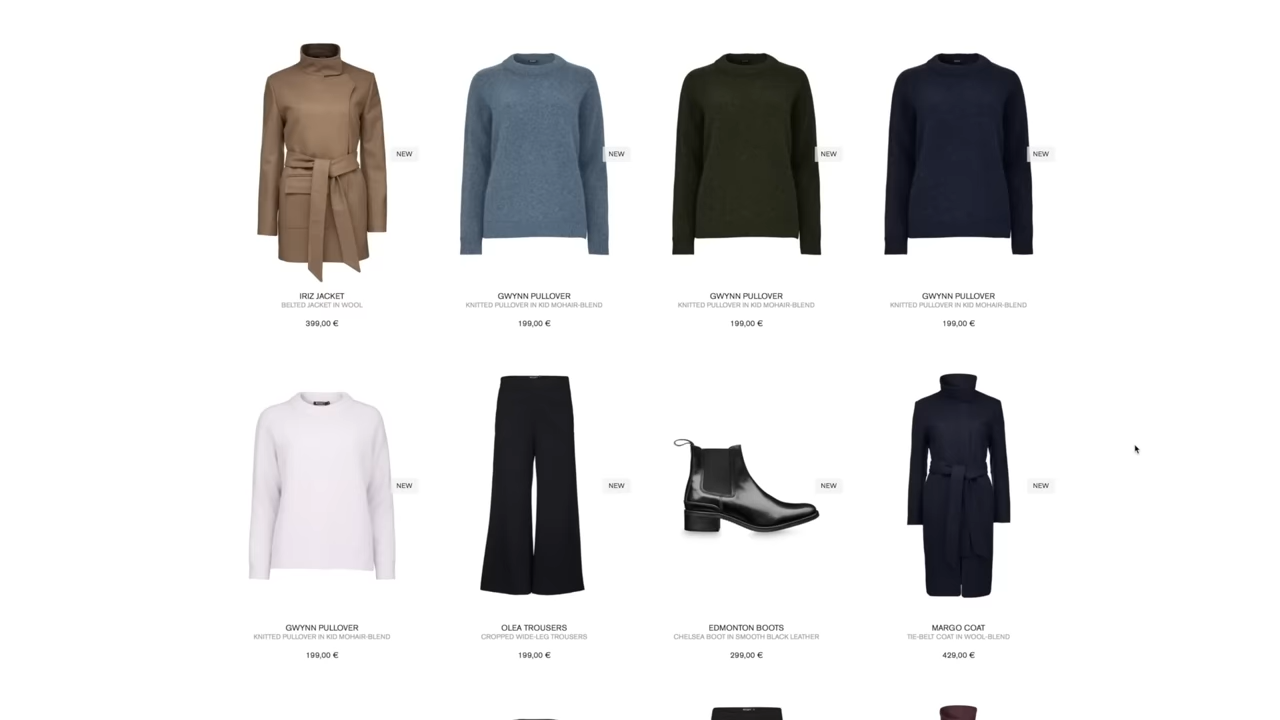 NEW
NEW
NEW
NEW
IRIZ JACKET
BELTED JACKET IN WOOL
399,00 €
GWYNN PULLOVER
KNITTED PULLOVER IN KID MOHAIR-BLEND
199,00 €
GWYNN PULLOVER
KNITTED PULLOVER IN KID MOHAIR-BLEND
199,00 €
GWYNN PULLOVER
KNITTED PULLOVER IN KID MOHAIR-BLEND
199,00 €
NEW
NEW
NEW
NEW
GWYNN PULLOVER
KNITTED PULLOVER IN KID MOHAIR-BLEND
199,00 €
OLEA TROUSERS
CROPPED WIDE-LEG TROUSERS
199,00 €
EDMONTON BOOTS
CHELSEA BOOT IN SMOOTH BLACK LEATHER
299,00 €
MARGO COAT
TIE-BELT COAT IN WOOL-BLEND
429,00 €